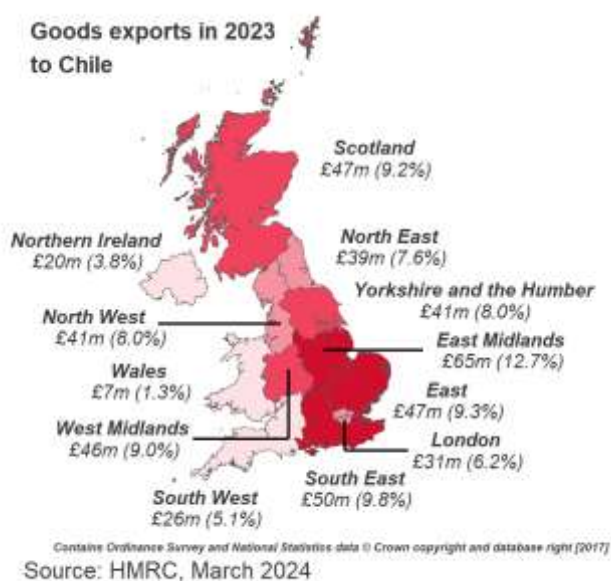 Goods exports in 2023
to Chile
Scotland
£47m (9.2%)
Northern Ireland
£20m (3.8%)
North East
£39m (7.6%)
Yorkshire and the Humber
£41m (8.0%)
North West
£41m (8.0%)
East Midlands
£65m (12.7%)
Wales
£7m (1.3%)
East
£47m (9.3%)
West Midlands
£46m (9.0%)
London
£31m (6.2%)
South East
£50m (9.8%)
South West
£26m (5.1%)
Contains Ordinance Survey and National Statistics data © Crown copyright and database right [2017]
Source: HMRC, March 2024